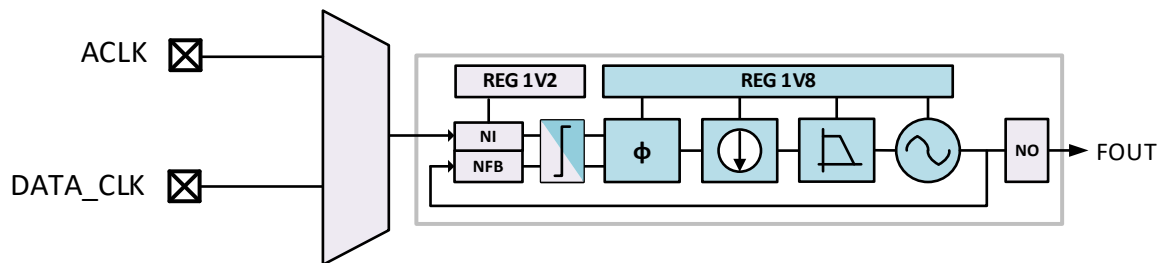 ACLK
DATA_CLK
REG 1V2
REG 1V8
NI
NFB
ϕ
NO
FOUT